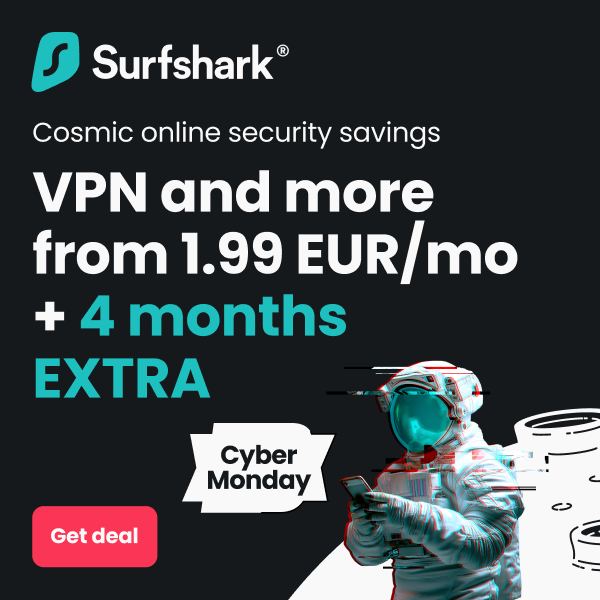 Surfshark®
Cosmic online security savings
VPN and more
from 1.99 EUR/mo
+ 4 months
EXTRA
Cyber
Monday
Get deal